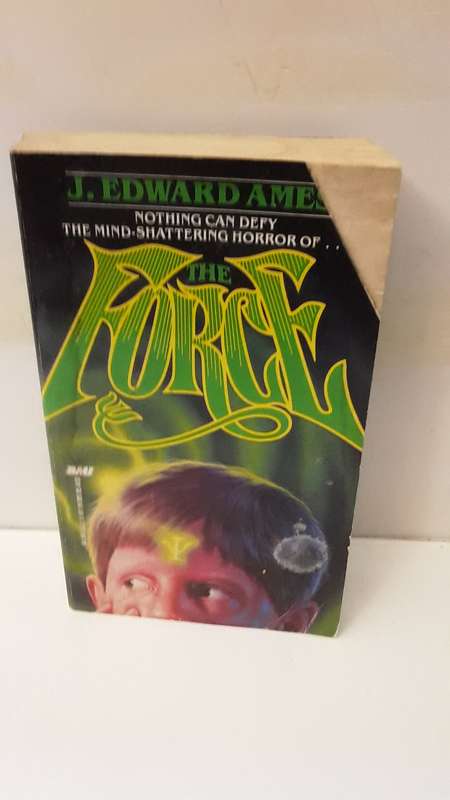 J. EDWARD AMES
NOTHING CAN DEFY
THE MIND-SHATTERING HORROR OF . .
THE
FORCE